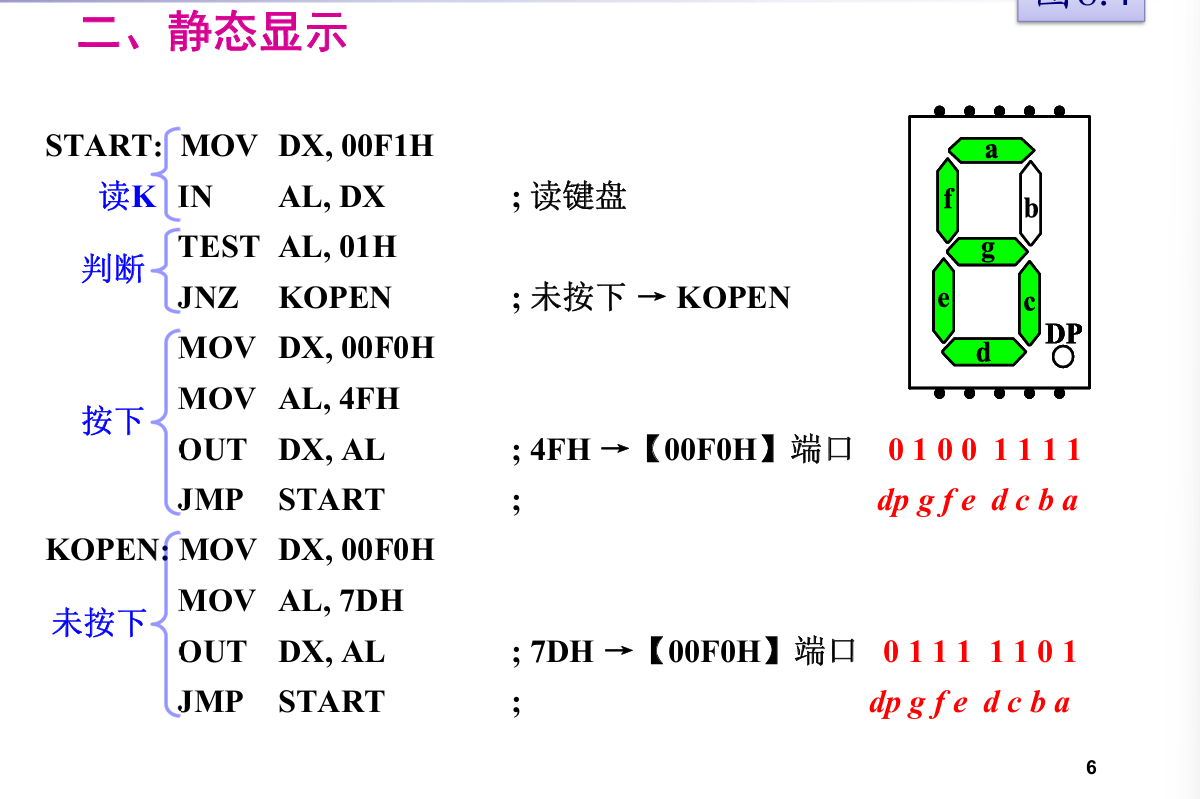 二、静态显示
START: MOV DX, 00F1H
读K IN AL, DX ; 读键盘
TEST AL, 01H
判断
JNZ KOPEN ; 未按下 → KOPEN
MOV DX, 00F0H
MOV AL, 4FH
按下
OUT DX, AL ; 4FH →【00F0H】端口 0 1 0 0 1 1 1 1
JMP START ; dp g f e d c b a
KOPEN: MOV DX, 00F0H
MOV AL, 7DH
未按下
OUT DX, AL ; 7DH →【00F0H】端口 0 1 1 1 1 1 0 1
JMP START ; dp g f e d c b a
a
f
b
g
e
c
d
DP
6